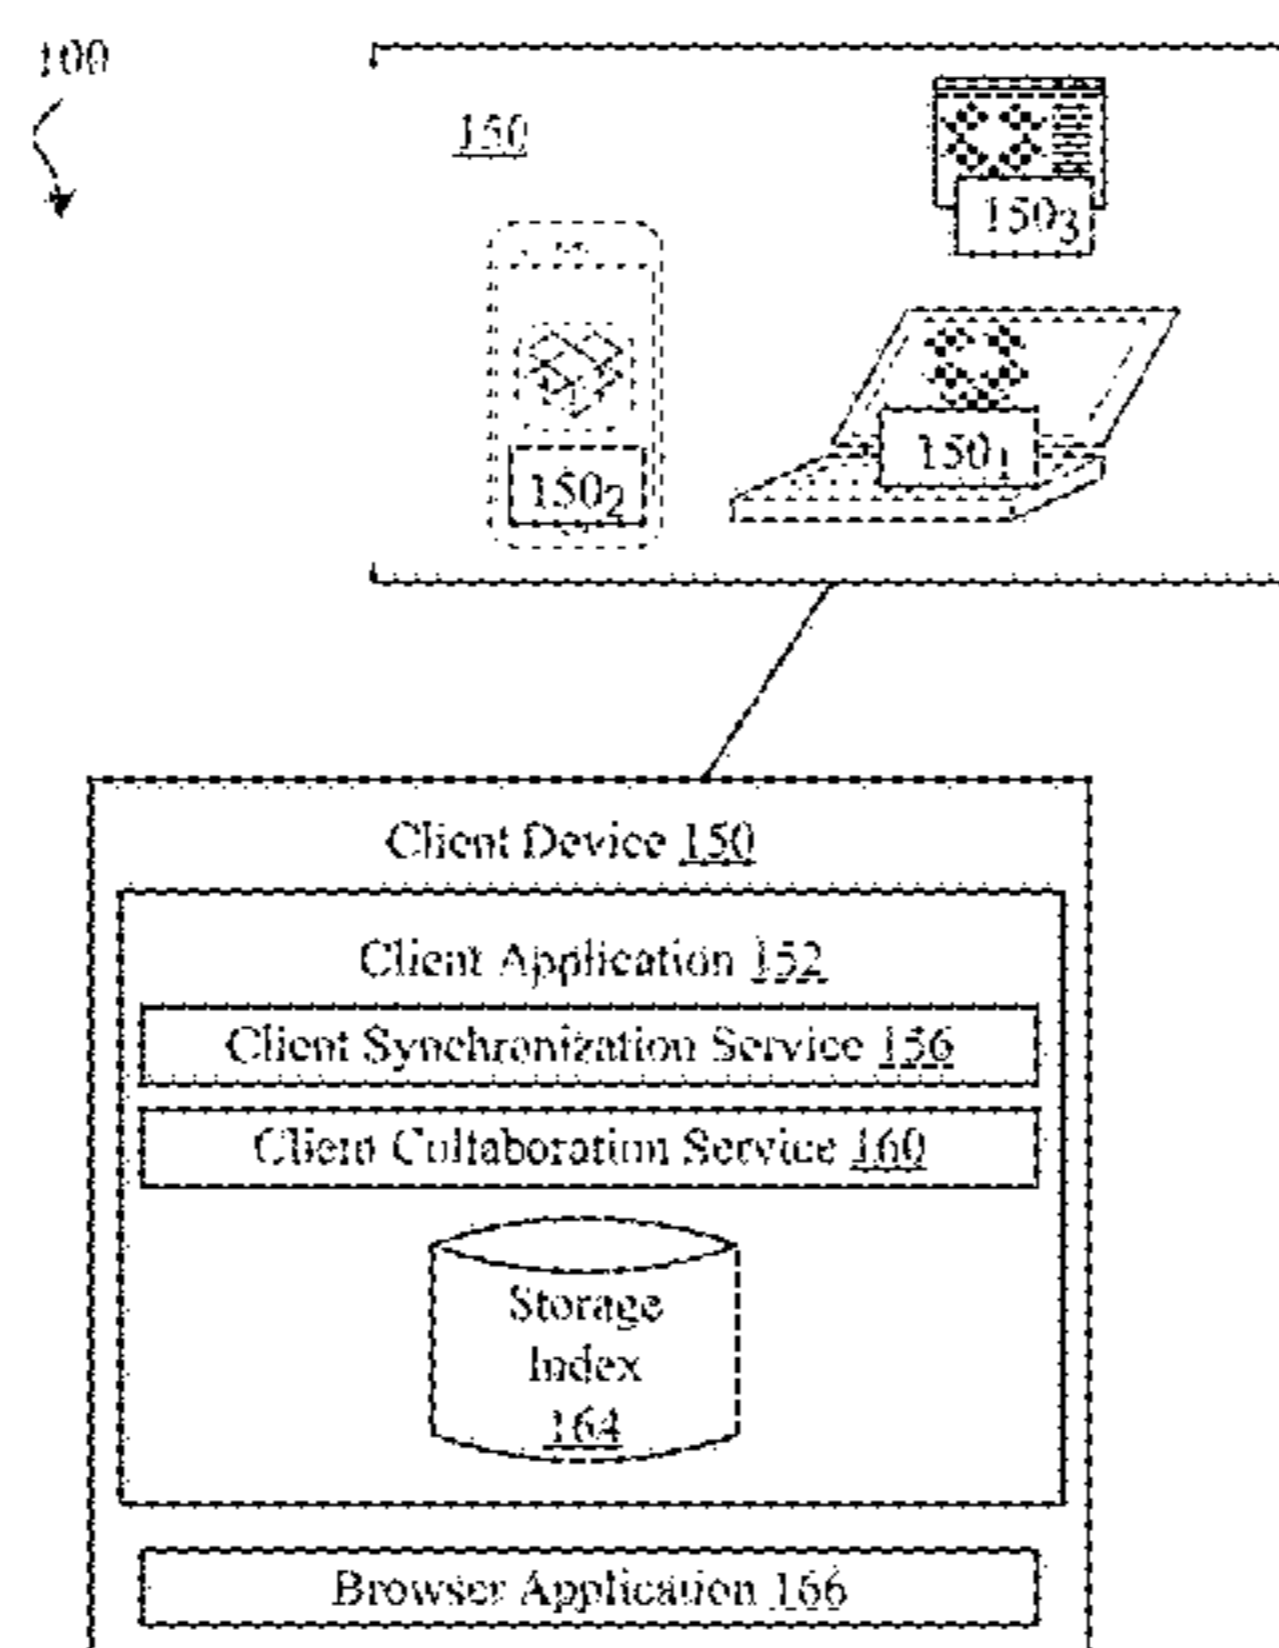 100
150
150₃
150₁
150₂
Client Device 150
Client Application 152
Client Synchronization Service 156
Client Collaboration Service 160
Storage
Index
164
Browser Application 166